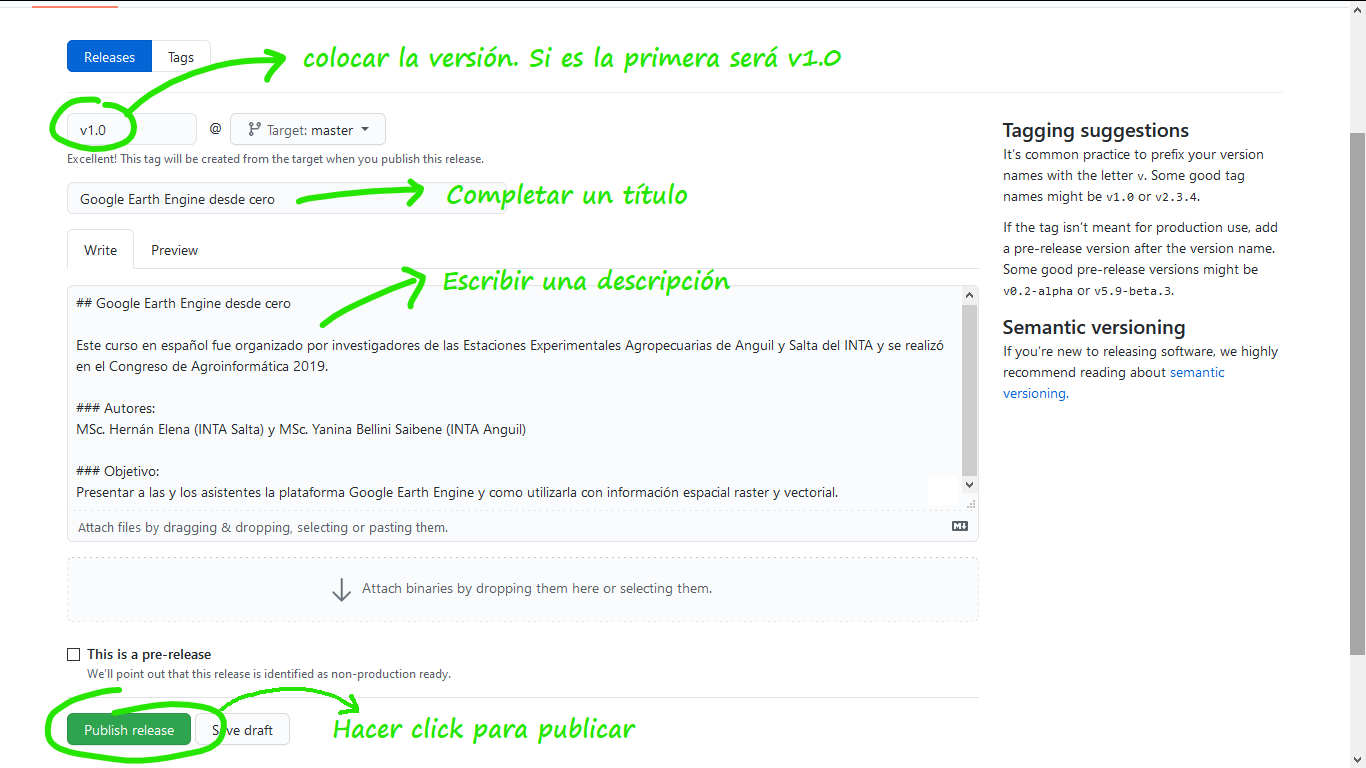 Releases
Tags
colocar la versión. Si es la primera será v1.0
v1.0
@
Target: master
Excellent! This tag will be created from the target when you publish this release.
Google Earth Engine desde cero
Completar un título
Write
Preview
Escribir una descripción
## Google Earth Engine desde cero
Este curso en español fue organizado por investigadores de las Estaciones Experimentales Agropecuarias de Anguil y Salta del INTA y se realizó
en el Congreso de Agroinformática 2019.
### Autores:
MSc. Hernán Elena (INTA Salta) y MSc. Yanina Bellini Saibene (INTA Anguil)
### Objetivo:
Presentar a las y los asistentes la plataforma Google Earth Engine y como utilizarla con información espacial raster y vectorial.
Attach files by dragging & dropping, selecting or pasting them.
Attach binaries by dropping them here or selecting them.
This is a pre-release
We'll point out that this release is identified as non-production ready.
Publish release
Save draft
Hacer click para publicar
Tagging suggestions
It's common practice to prefix your version
names with the letter v. Some good tag
names might be v1.0 or v2.3.4.
If the tag isn't meant for production use, add
a pre-release version after the version name.
Some good pre-release versions might be
v0.2-alpha or v5.9-beta.3.
Semantic versioning
If you're new to releasing software, we highly
recommend reading about semantic
versioning.